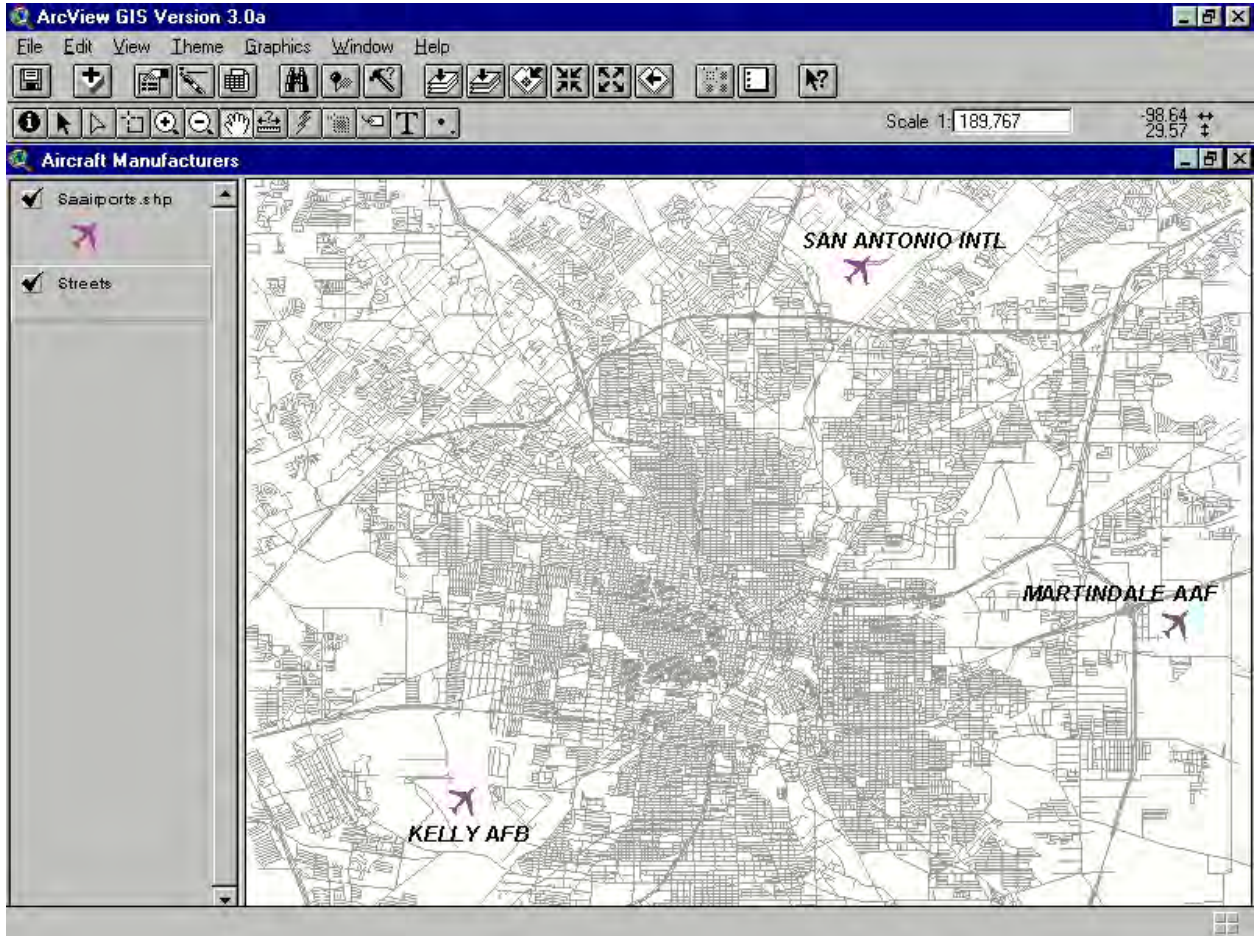 ArcView GIS Version 3.0a
File Edit View Theme Graphics Window Help
Scale 1: 189,767
-98.64
29.57
Aircraft Manufacturers
Saairports.shp
Streets
SAN ANTONIO INTL
MARTINDALE AAF
KELLY AFB